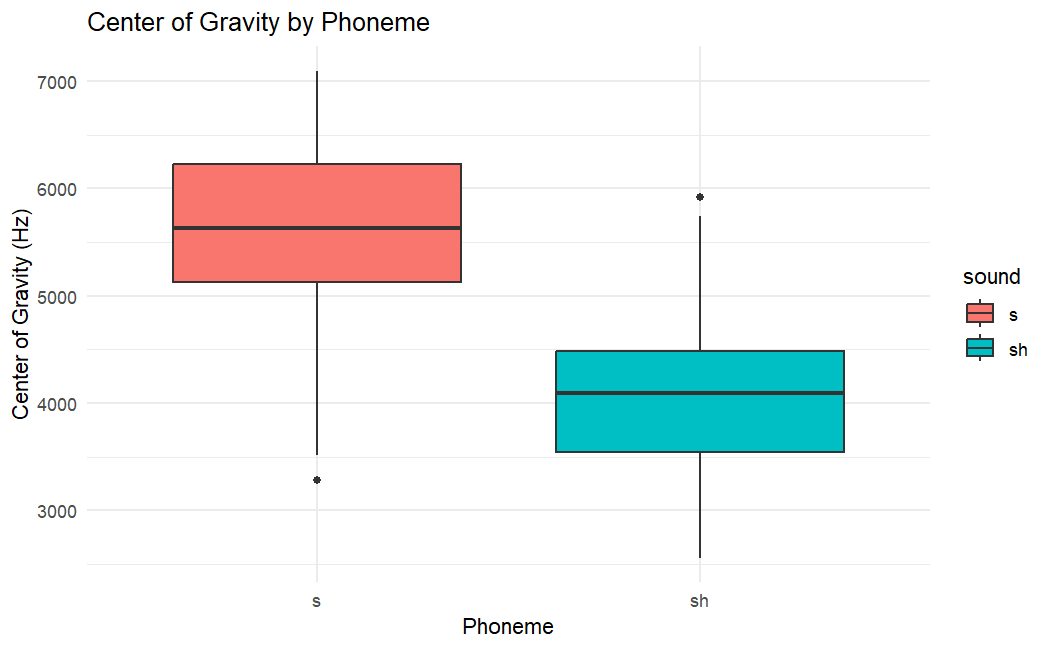 Center of Gravity by Phoneme
Center of Gravity (Hz)
7000
6000
5000
4000
3000
s
sh
Phoneme
sound
s
sh